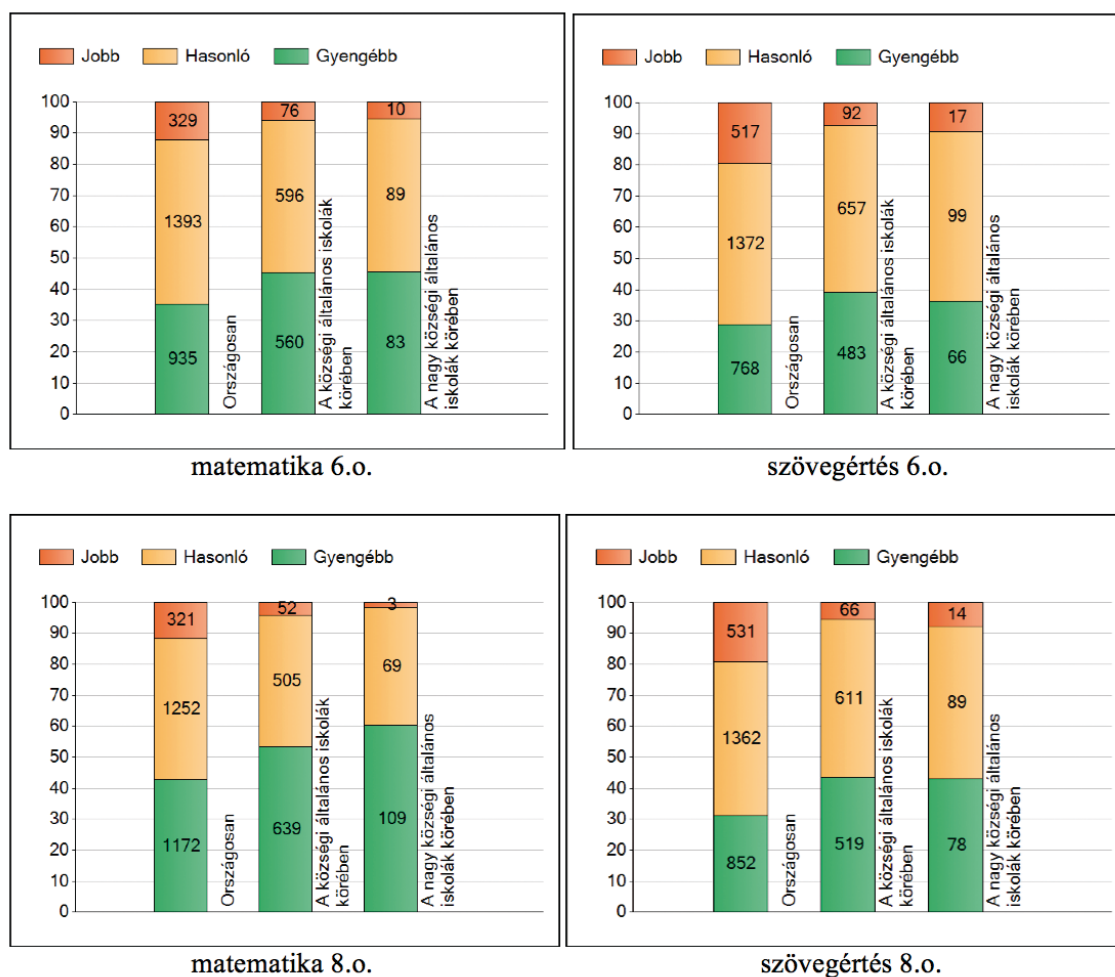 Jobb Hasonló Gyengébb
100
90
80
70
60
50
40
30
20
10
0
329
1393
935
Országosan
76
596
560
A községi általános iskolák
körében
10
89
83
A nagy községi általános
iskolák körében
matematika 6.o.
Jobb Hasonló Gyengébb
100
90
80
70
60
50
40
30
20
10
0
517
1372
768
Országosan
92
657
483
A községi általános iskolák
körében
17
99
66
A nagy községi általános
iskolák körében
szövegértés 6.o.
Jobb Hasonló Gyengébb
100
90
80
70
60
50
40
30
20
10
0
321
1252
1172
Országosan
52
505
639
A községi általános iskolák
körében
3
69
109
A nagy községi általános
iskolák körében
matematika 8.o.
Jobb Hasonló Gyengébb
100
90
80
70
60
50
40
30
20
10
0
531
1362
852
Országosan
66
611
519
A községi általános iskolák
körében
14
89
78
A nagy községi általános
iskolák körében
szövegértés 8.o.